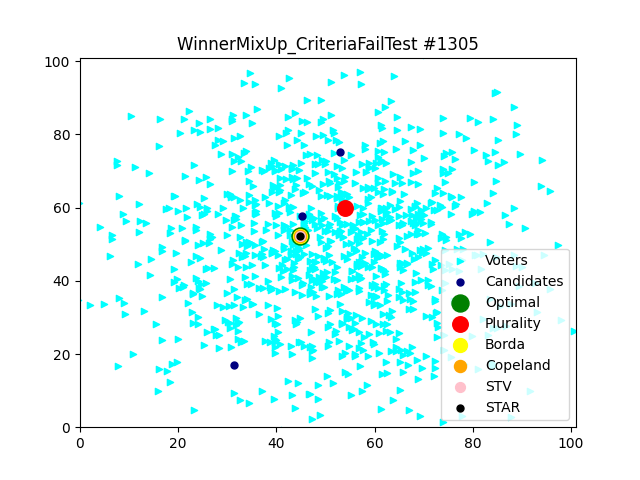 WinnerMixUp_CriteriaFailTest #1305
100
80
60
40
20
0
0
20
40
60
80
100
Voters
Candidates
Optimal
Plurality
Borda
Copeland
STV
STAR